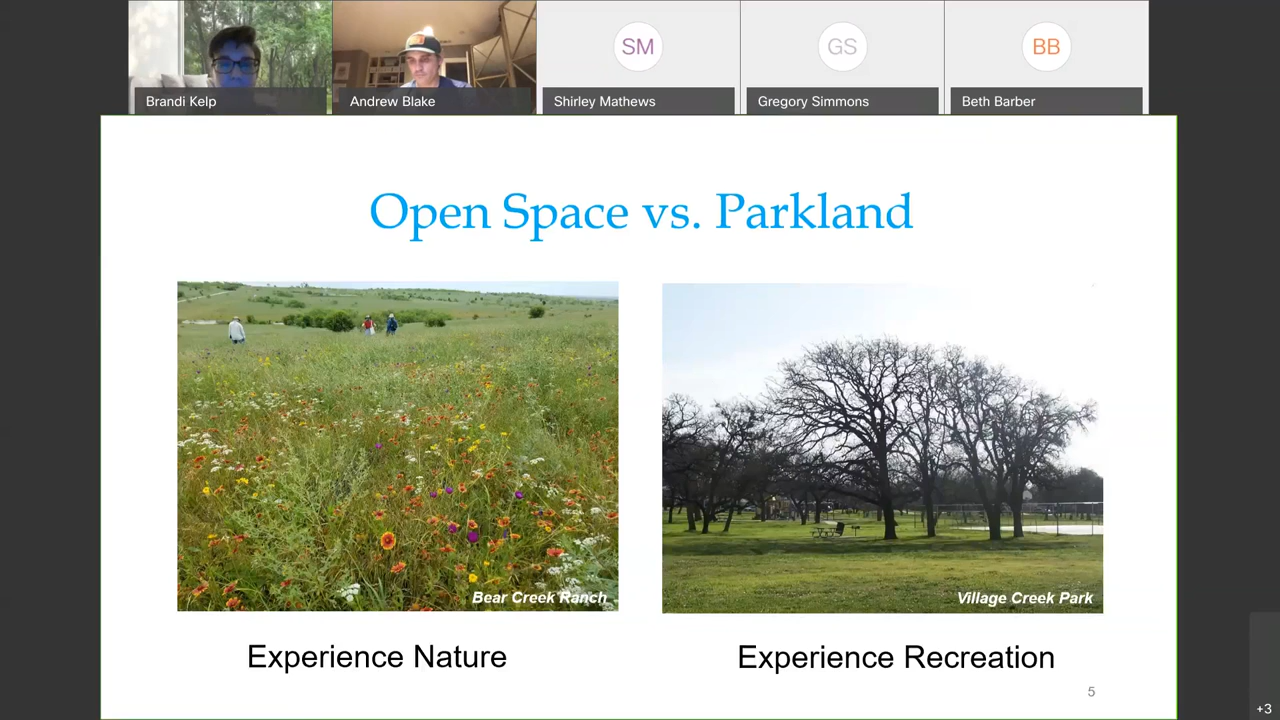 SM
GS
BB
Brandi Kelp
Andrew Blake
Shirley Mathews
Gregory Simmons
Beth Barber
Open Space vs. Parkland
Bear Creek Ranch
Village Creek Park
Experience Nature
Experience Recreation
5
+3